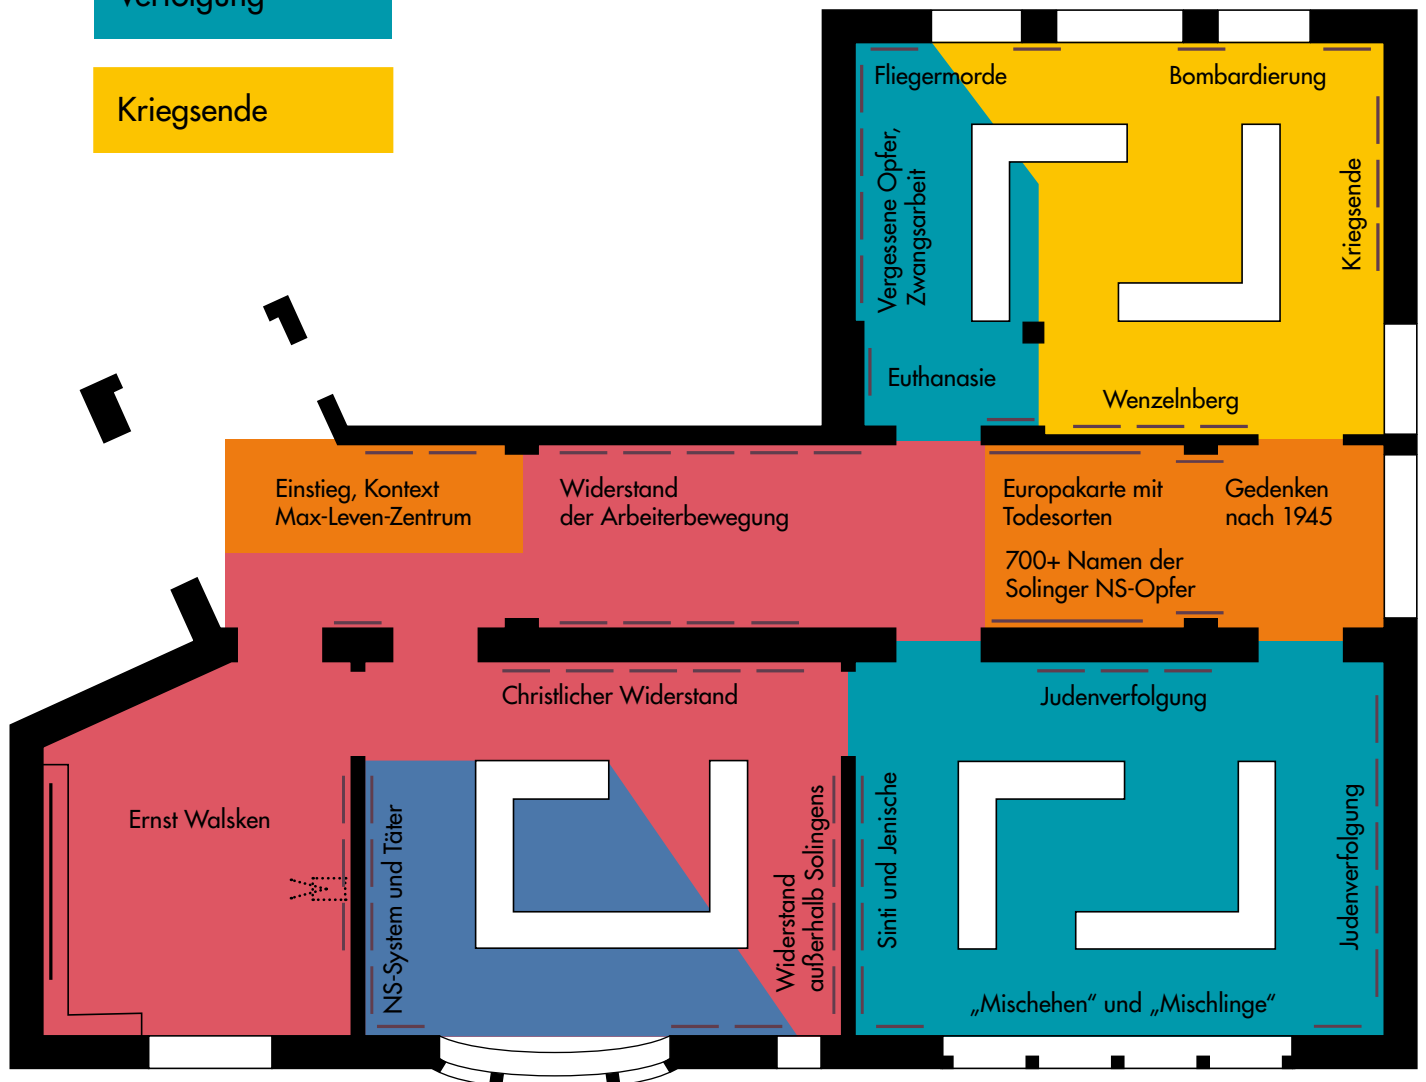 Verfolgung
Kriegsende
Fliegermorde
Bombardierung
Vergessene Opfer,
Zwangsarbeit
Kriegsende
Euthanasie
Wenzelnberg
Einstieg, Kontext
Max-Leven-Zentrum
Widerstand
der Arbeiterbewegung
Europakarte mit
Todesorten
Gedenken
nach 1945
700+ Namen der
Solinger NS-Opfer
Christlicher Widerstand
Judenverfolgung
Ernst Walsken
NS-System und Täter
Widerstand
außerhalb Solingens
Sinti und Jenische
Judenverfolgung
„Mischehen“ und „Mischlinge“